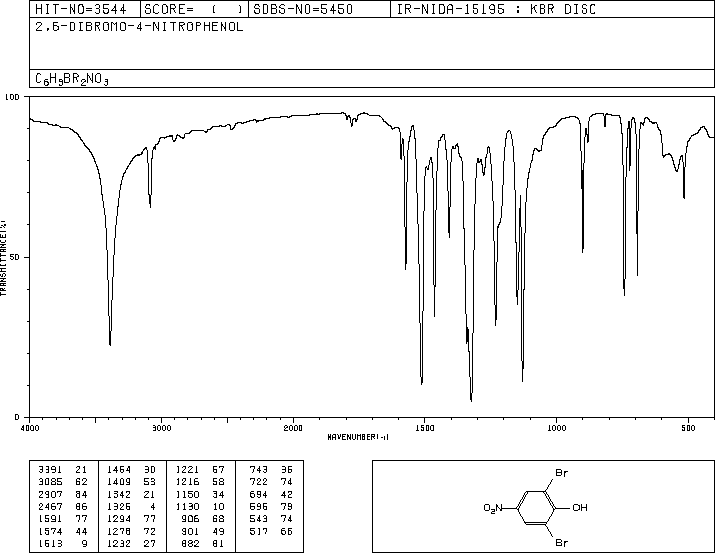 HIT-NO=3544 SCORE= ( ) SDBS-NO=5450 IR-NIDA-15195 : KBR DISC
2,6-DIBROMO-4-NITROPHENOL
C6H3BR2NO3
100
50
0
TRANSMITTANCE(%)
4000 3000 2000 1500 1000 500
WAVENUMBER(-1)
3391 21 1464 30 1221 67 743 36
3085 62 1409 53 1216 58 722 74
2907 84 1342 21 1150 34 694 42
2467 86 1326 4 1130 10 596 79
1591 77 1294 77 906 68 543 74
1574 44 1278 72 901 49 517 66
1513 9 1232 27 882 81
Br
O2N OH
Br